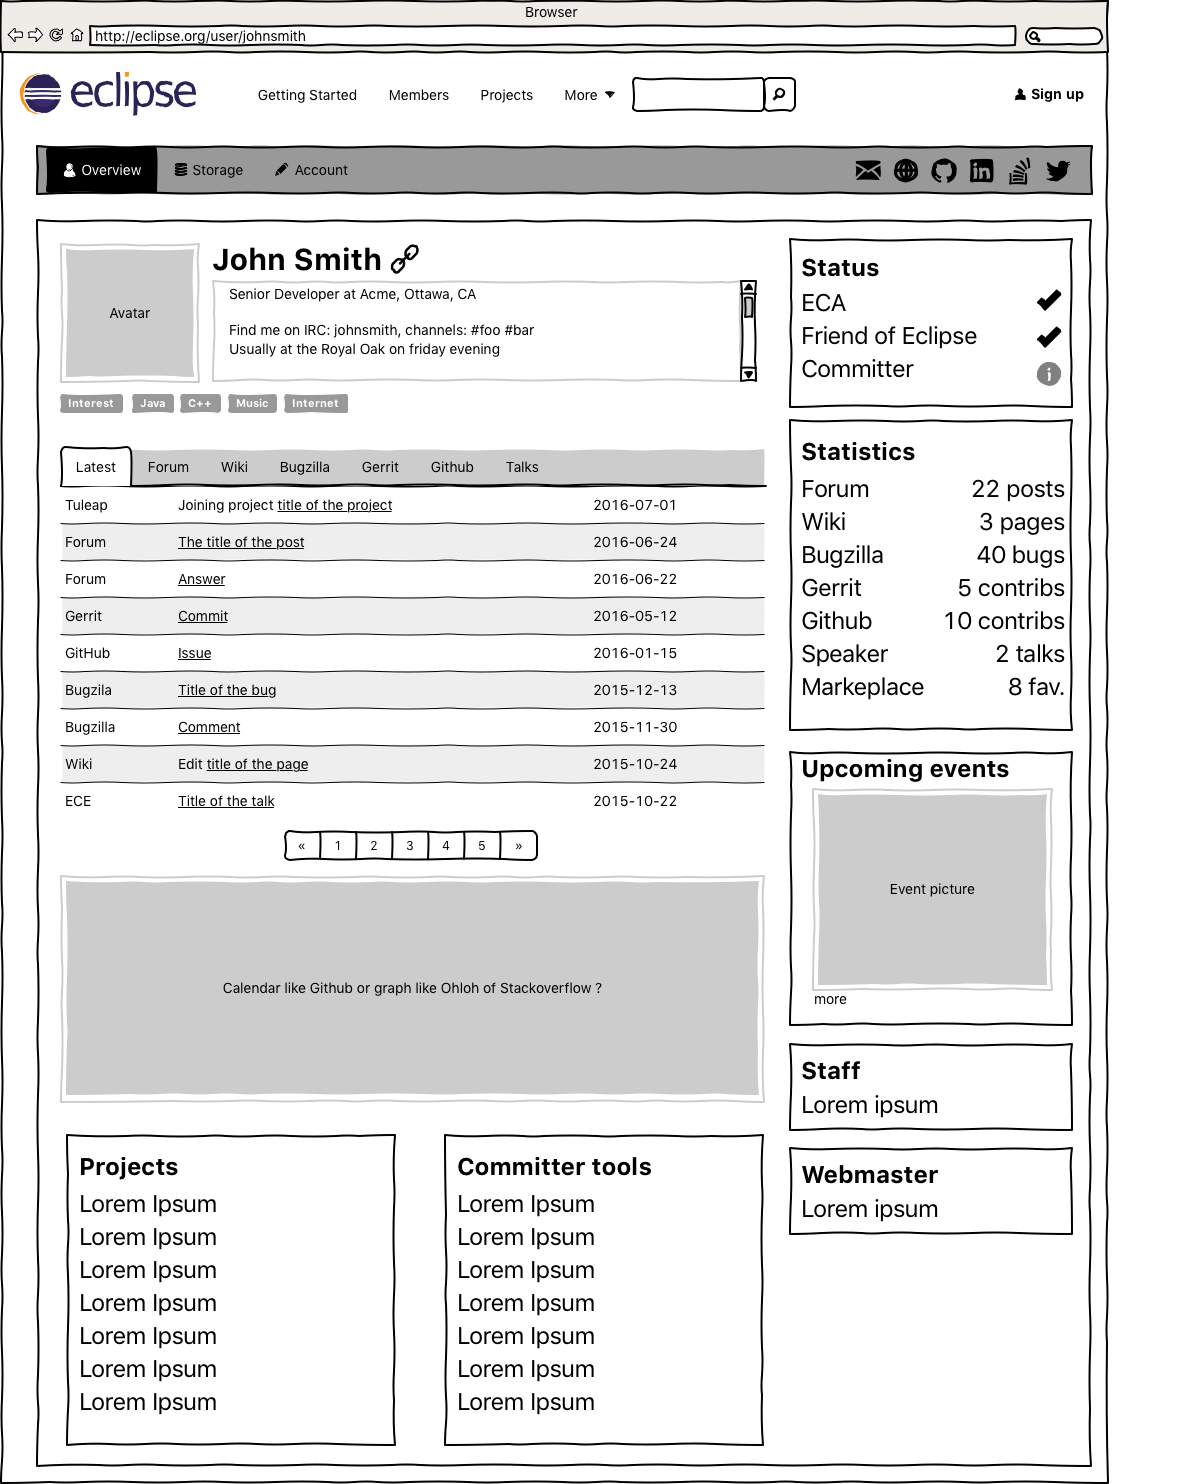 Browser
http://eclipse.org/user/johnsmith
eclipse
Getting Started Members Projects More
Sign up
Overview Storage Account
in
John Smith
Avatar
Senior Developer at Acme, Ottawa, CA
Find me on IRC: johnsmith, channels: #foo #bar
Usually at the Royal Oak on friday evening
Interest Java C++ Music Internet
Latest Forum Wiki Bugzilla Gerrit Github Talks
Tuleap Joining project title of the project 2016-07-01
Forum The title of the post 2016-06-24
Forum Answer 2016-06-22
Gerrit Commit 2016-05-12
GitHub Issue 2016-01-15
Bugzila Title of the bug 2015-12-13
Bugzilla Comment 2015-11-30
Wiki Edit title of the page 2015-10-24
ECE Title of the talk 2015-10-22
« 1 2 3 4 5 »
Calendar like Github or graph like Ohloh of Stackoverflow ?
Projects
Lorem Ipsum
Lorem Ipsum
Lorem Ipsum
Lorem Ipsum
Lorem Ipsum
Lorem Ipsum
Lorem Ipsum
Committer tools
Lorem Ipsum
Lorem Ipsum
Lorem Ipsum
Lorem Ipsum
Lorem Ipsum
Lorem Ipsum
Lorem Ipsum
Status
ECA
Friend of Eclipse
Committer i
Statistics
Forum 22 posts
Wiki 3 pages
Bugzilla 40 bugs
Gerrit 5 contribs
Github 10 contribs
Speaker 2 talks
Markeplace 8 fav.
Upcoming events
Event picture
more
Staff
Lorem ipsum
Webmaster
Lorem ipsum